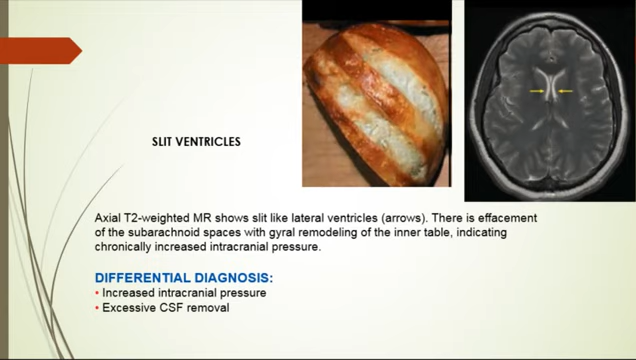 SLIT VENTRICLES
Axial T2-weighted MR shows slit like lateral ventricles (arrows). There is effacement
of the subarachnoid spaces with gyral remodeling of the inner table, indicating
chronically increased intracranial pressure.
DIFFERENTIAL DIAGNOSIS:
• Increased intracranial pressure
• Excessive CSF removal